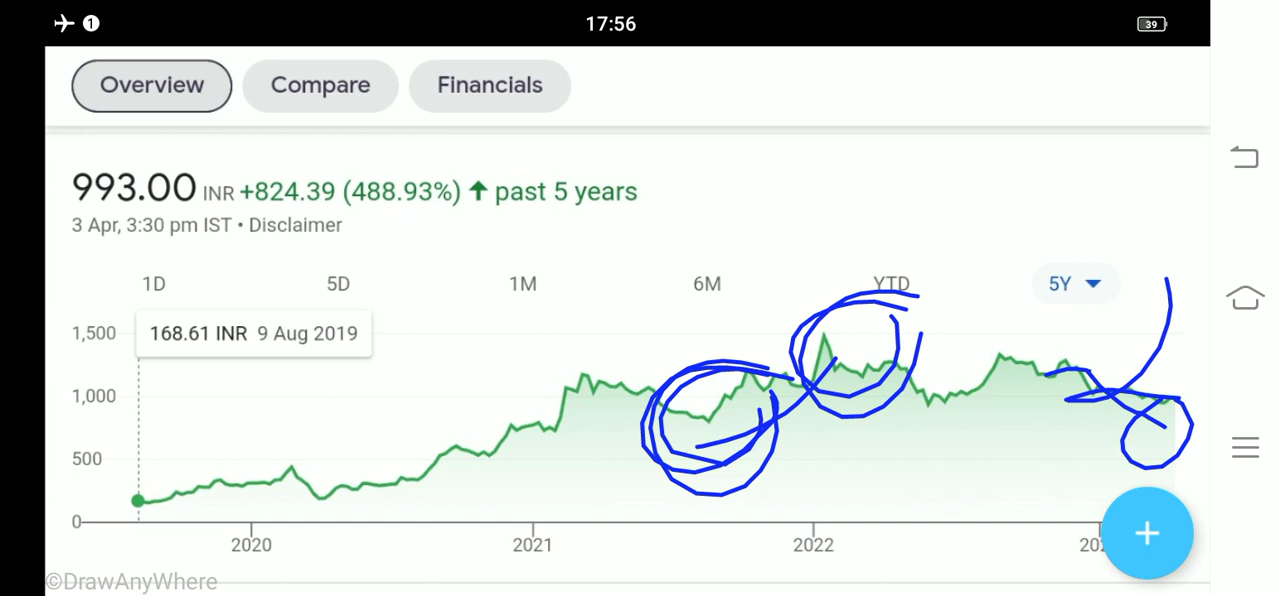 1 17:56 39
Overview Compare Financials
993.00 INR +824.39 (488.93%) past 5 years
3 Apr, 3:30 pm IST • Disclaimer
1D 5D 1M 6M YTD 5Y
1,500 168.61 INR 9 Aug 2019
1,000
500
0
2020 2021 2022
©DrawAnyWhere